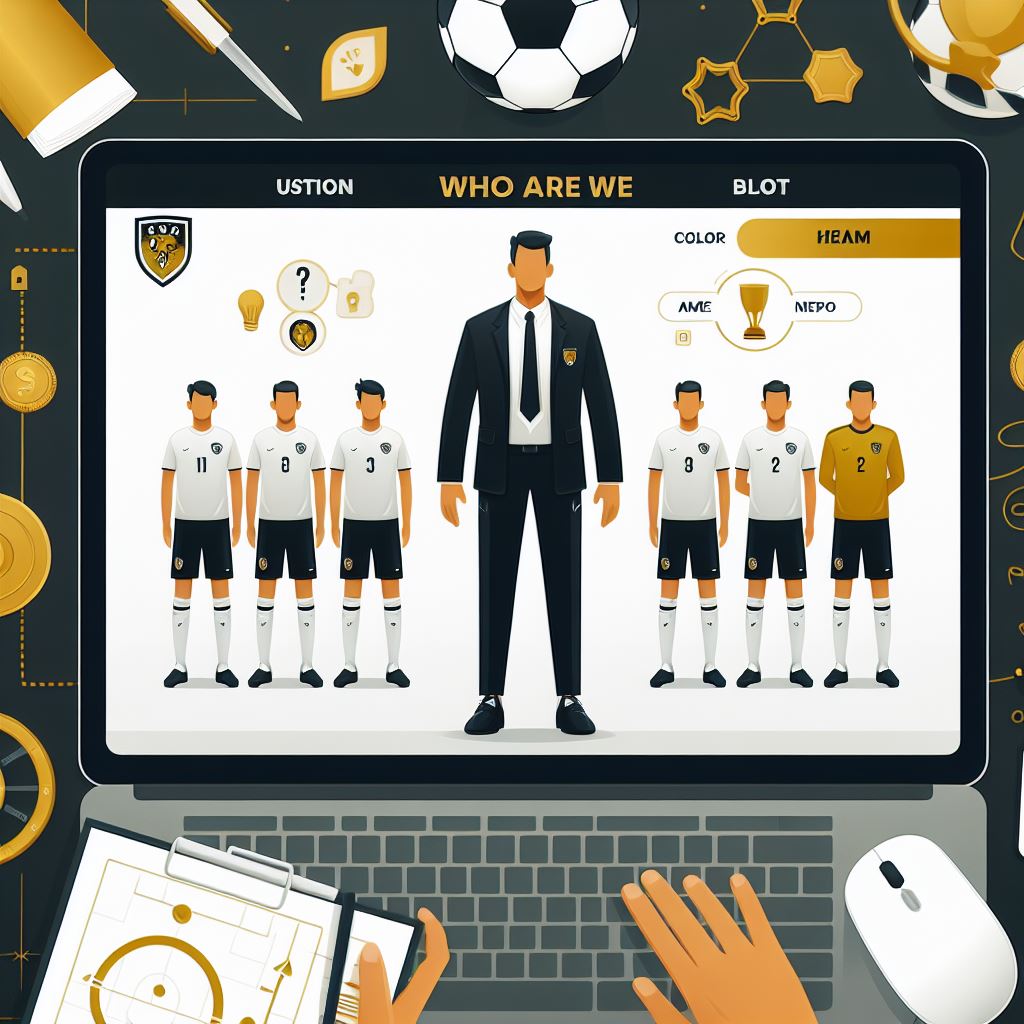 USTION WHO ARE WE BLOT
COLOR HEAM
?
AME NEPO
11 8 3 8 2 2